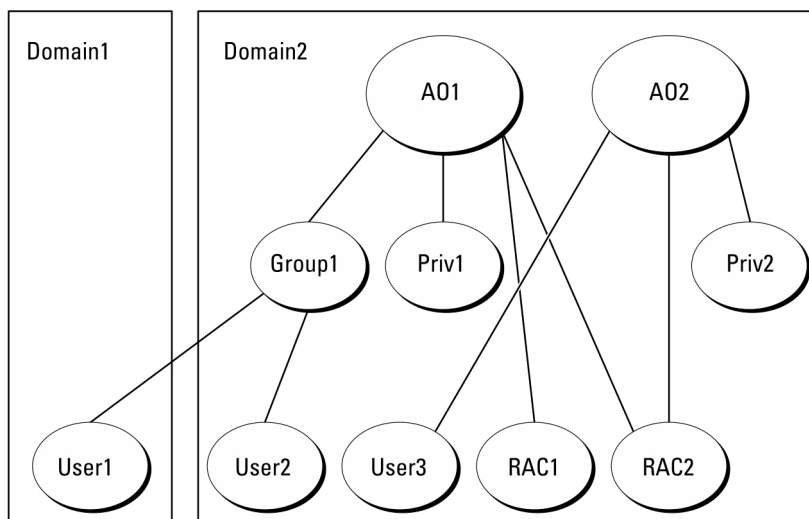 Domain1
Domain2
AO1
AO2
Group1
Priv1
Priv2
User1
User2
User3
RAC1
RAC2